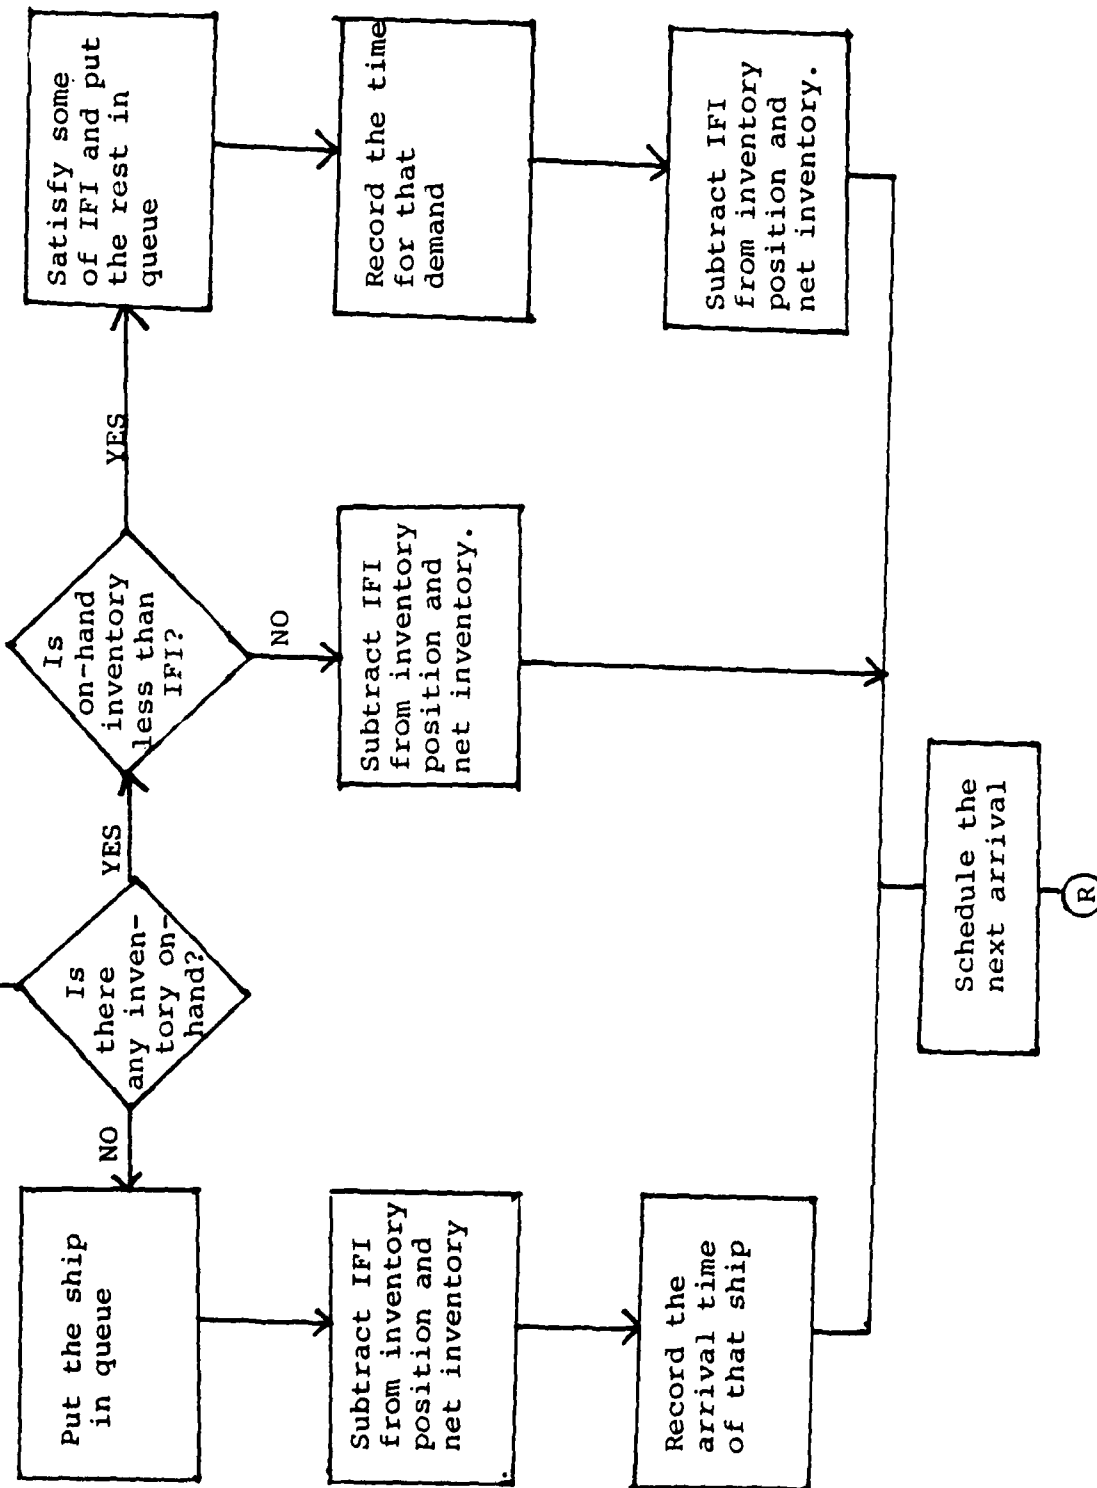 Put the ship
in queue
NO
Is
there
any inven-
tory on-
hand?
YES
Is
on-hand
inventory
less than
IFI?
YES
Satisfy some
of IFI and put
the rest in
queue
Subtract IFI
from inventory
position and
net inventory
NO
Subtract IFI
from inventory
position and
net inventory.
Record the time
for that
demand
Record the
arrival time
of that ship
Subtract IFI
from inventory
position and
net inventory.
Schedule the
next arrival
R